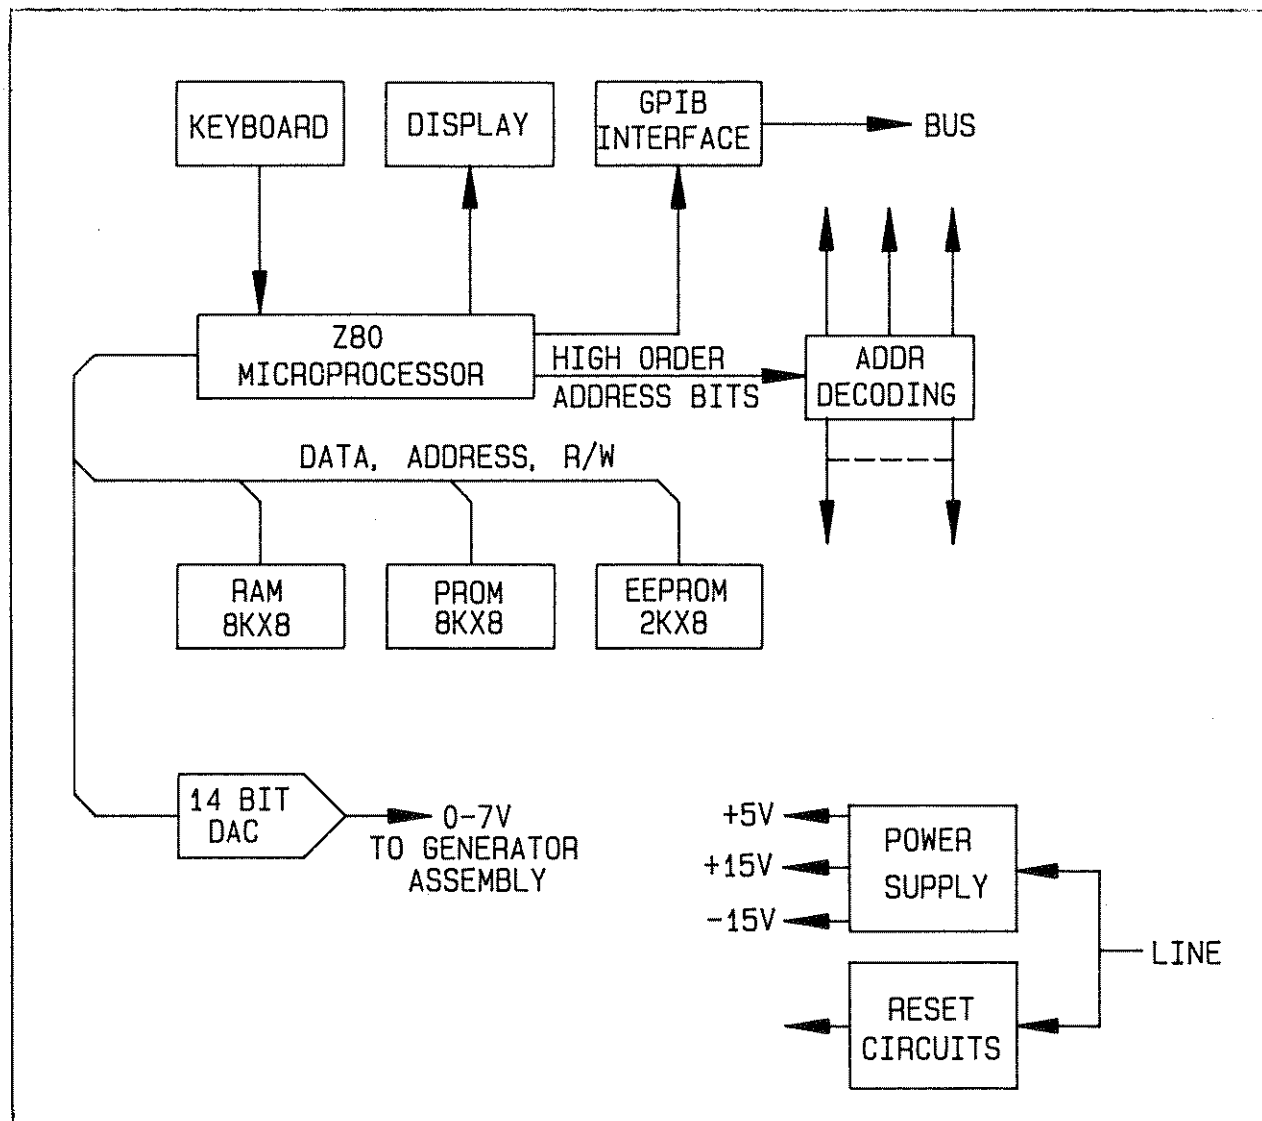 KEYBOARD
DISPLAY
GPIB
INTERFACE
BUS
Z80
MICROPROCESSOR
HIGH ORDER
ADDRESS BITS
ADDR
DECODING
DATA, ADDRESS, R/W
RAM
8KX8
PROM
8KX8
EEPROM
2KX8
14 BIT
DAC
0-7V
TO GENERATOR
ASSEMBLY
+5V
+15V
-15V
POWER
SUPPLY
LINE
RESET
CIRCUITS